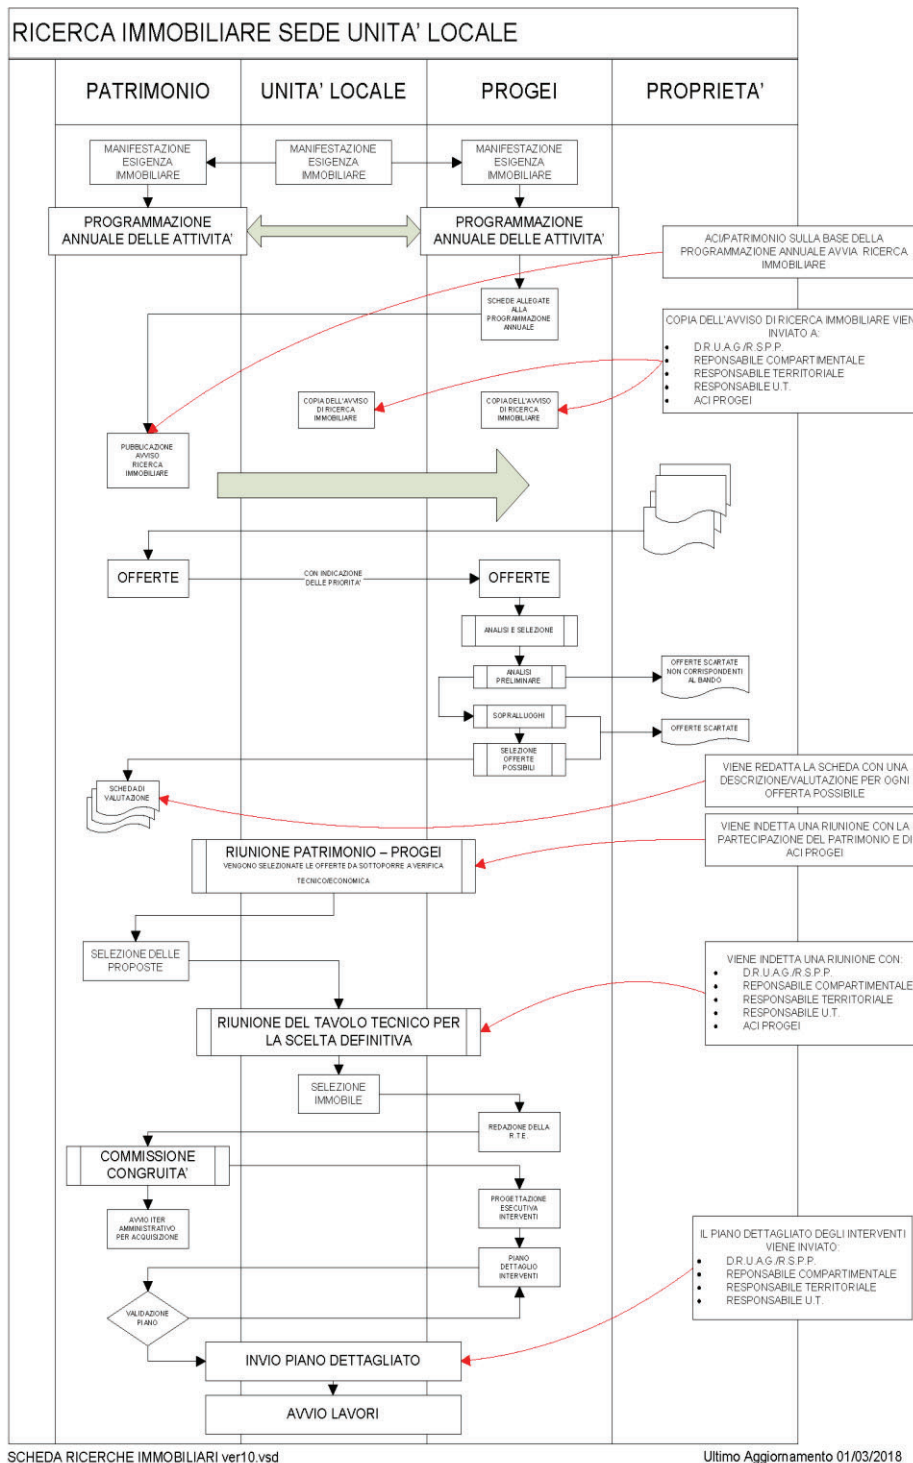 RICERCA IMMOBILIARE SEDE UNITA' LOCALE
PATRIMONIO
UNITA' LOCALE
PROGEI
PROPRIETA'
MANIFESTAZIONE
ESIGENZA
IMMOBILIARE
MANIFESTAZIONE
ESIGENZA
IMMOBILIARE
MANIFESTAZIONE
ESIGENZA
IMMOBILIARE
PROGRAMMAZIONE
ANNUALE DELLE ATTIVITA'
PROGRAMMAZIONE
ANNUALE DELLE ATTIVITA'
ACI/PATRIMONIO SULLA BASE DELLA
PROGRAMMAZIONE ANNUALE AVVIA RICERCA
IMMOBILIARE
SCHEDE ALLEGATE
ALLA
PROGRAMMAZIONE
ANNUALE
COPIA DELL'AVVISO DI RICERCA IMMOBILIARE VIEN
INVIATO A:
• D.R.U.A.G./R.S.P.P.
• REPONSABILE COMPARTIMENTALE
• RESPONSABILE TERRITORIALE
• RESPONSABILE U.T.
• ACI PROGEI
COPIA DELL'AVVISO
DI RICERCA
IMMOBILIARE
COPIA DELL'AVVISO
DI RICERCA
IMMOBILIARE
PUBBLICAZIONE
AVVISO
RICERCA
IMMOBILIARE
OFFERTE
CON INDICAZIONE
DELLE PRIORITA'
OFFERTE
ANALISI E SELEZIONE
ANALISI
PRELIMINARE
OFFERTE SCARTATE
NON CORRISPONDENTI
AL BANDO
SOPRALLUOGHI
OFFERTE SCARTATE
SELEZIONE
OFFERTE
POSSIBILI
VIENE REDATTA LA SCHEDA CON UNA
DESCRIZIONE/VALUTAZIONE PER OGNI
OFFERTA POSSIBILE
SCHEDA DI
VALUTAZIONE
VIENE INDETTA UNA RIUNIONE CON LA
PARTECIPAZIONE DEL PATRIMONIO E DI
ACI PROGEI
RIUNIONE PATRIMONIO – PROGEI
VENGONO SELEZIONATE LE OFFERTE DA SOTTOPORRE A VERIFICA
TECNICO/ECONOMICA
SELEZIONE DELLE
PROPOSTE
VIENE INDETTA UNA RIUNIONE CON:
• D.R.U.A.G./R.S.P.P.
• REPONSABILE COMPARTIMENTALE
• RESPONSABILE TERRITORIALE
• RESPONSABILE U.T.
• ACI PROGEI
RIUNIONE DEL TAVOLO TECNICO PER
LA SCELTA DEFINITIVA
SELEZIONE
IMMOBILE
REDAZIONE DELLA
R.T.E.
COMMISSIONE
CONGRUITA'
AVVIO ITER
AMMINISTRATIVO
PER ACQUISIZIONE
PROGETTAZIONE
ESECUTIVA
INTERVENTI
PIANO
DETTAGLIO
INTERVENTI
IL PIANO DETTAGLIATO DEGLI INTERVENTI
VIENE INVIATO:
• D.R.U.A.G./R.S.P.P.
• REPONSABILE COMPARTIMENTALE
• RESPONSABILE TERRITORIALE
• RESPONSABILE U.T.
VALIDAZIONE
PIANO
INVIO PIANO DETTAGLIATO
AVVIO LAVORI
SCHEDA RICERCHE IMMOBILIARI ver10.vsd
Ultimo Aggiornamento 01/03/2018